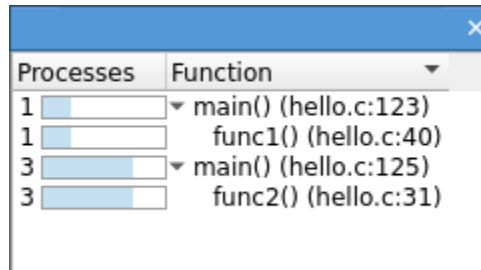 Processes Function
1 main() (hello.c:123)
1 func1() (hello.c:40)
3 main() (hello.c:125)
3 func2() (hello.c:31)